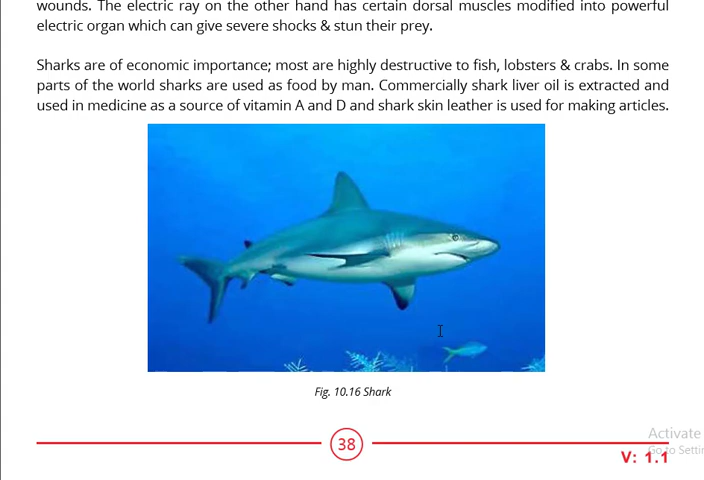 wounds. The electric ray on the other hand has certain dorsal muscles modified into powerful
electric organ which can give severe shocks & stun their prey.
Sharks are of economic importance; most are highly destructive to fish, lobsters & crabs. In some
parts of the world sharks are used as food by man. Commercially shark liver oil is extracted and
used in medicine as a source of vitamin A and D and shark skin leather is used for making articles.
Fig. 10.16 Shark
38
Activate
Go to Settin
V: 1.1